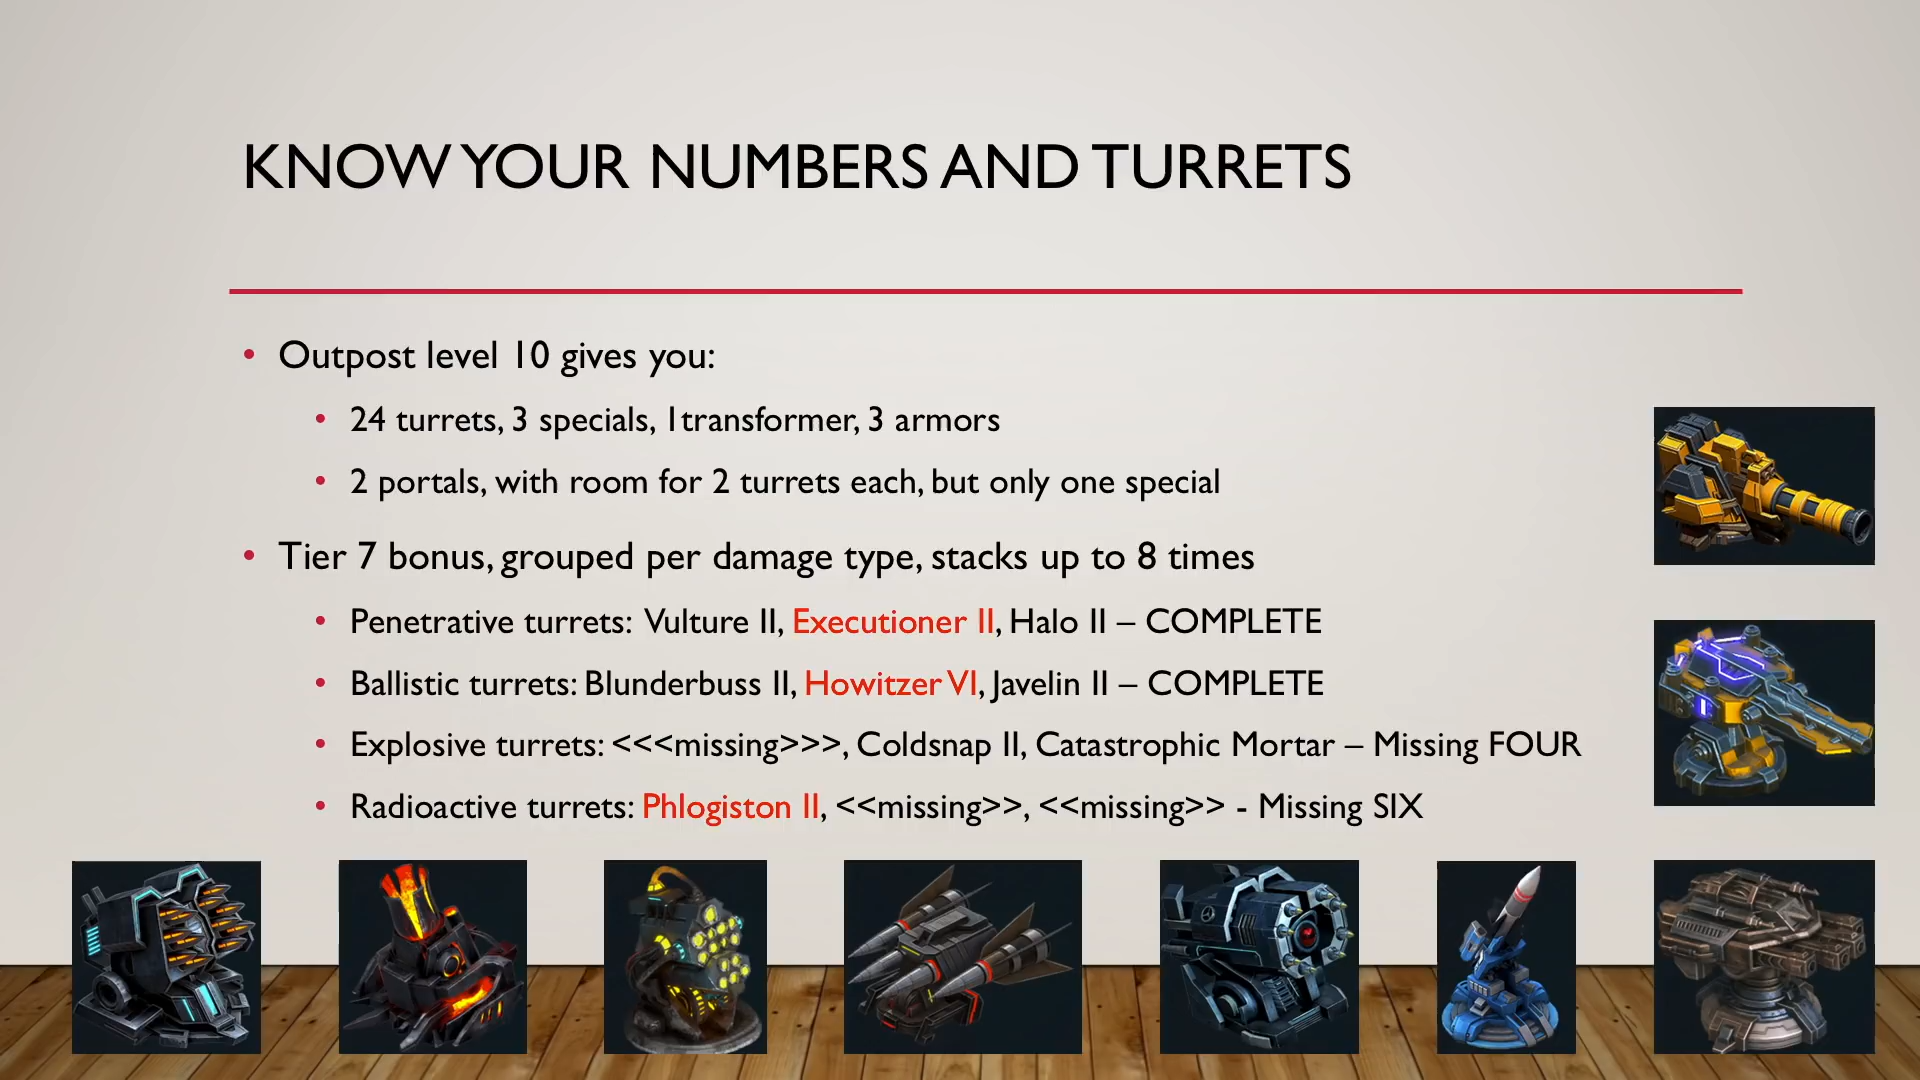 KNOW YOUR NUMBERS AND TURRETS
• Outpost level 10 gives you:
• 24 turrets, 3 specials, 1transformer, 3 armors
• 2 portals, with room for 2 turrets each, but only one special
• Tier 7 bonus, grouped per damage type, stacks up to 8 times
• Penetrative turrets: Vulture II, Executioner II, Halo II – COMPLETE
• Ballistic turrets: Blunderbuss II, Howitzer VI, Javelin II – COMPLETE
• Explosive turrets: <<<missing>>>, Coldsnap II, Catastrophic Mortar – Missing FOUR
• Radioactive turrets: Phlogiston II, <<missing>>, <<missing>> - Missing SIX